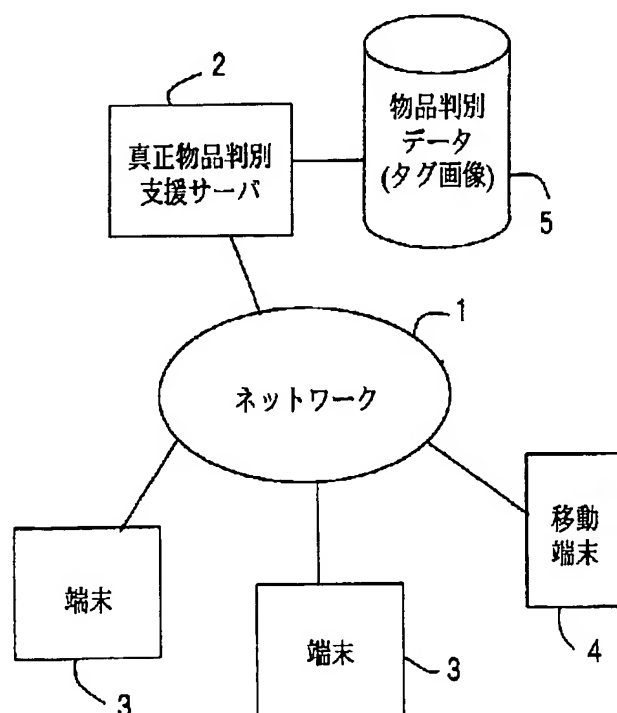 2
真正物品判別
支援サーバ
物品判別
データ
(タグ画像)
5
1
ネットワーク
端末
3
端末
3
移動
端末
4